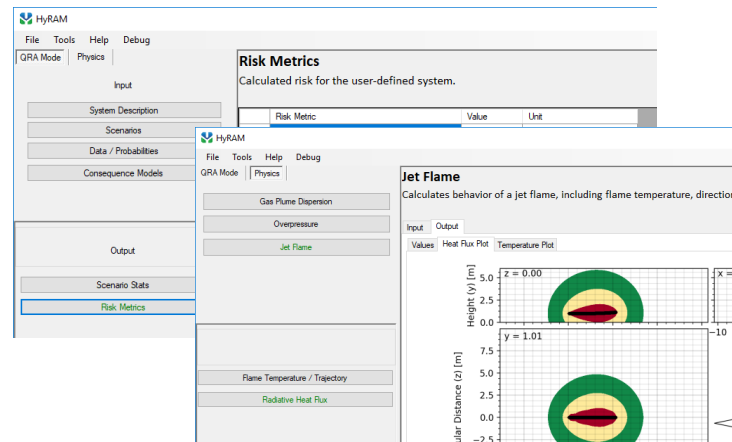 HyRAM
File Tools Help Debug
QRA Mode Physics
Input
System Description
Scenarios
Data / Probabilities
Consequence Models
Output
Scenario Stats
Risk Metrics
Risk Metrics
Calculated risk for the user-defined system.
Risk Metric Value Unit
HyRAM
File Tools Help Debug
QRA Mode Physics
Gas Plume Dispersion
Overpressure
Jet Flame
Flame Temperature / Trajectory
Radiative Heat Flux
Jet Flame
Calculates behavior of a jet flame, including flame temperature, direction
Input Output
Values Heat Flux Plot Temperature Plot
Height (y) [m]
5.0
2.5
0.0
z = 0.00
x =
−10
ular Distance (z) [m]
7.5
5.0
2.5
0.0
−2.5
y = 1.01